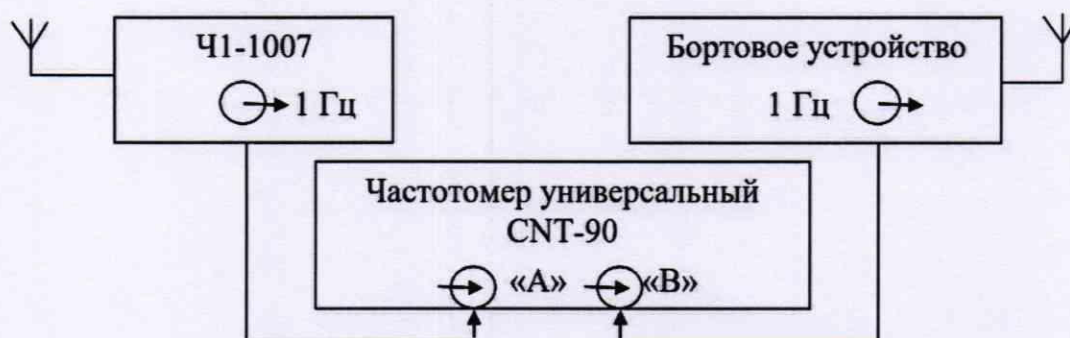 Ч1-1007
1 Гц
Бортовое устройство
1 Гц
Частотомер универсальный
CNT-90
«А» «В»